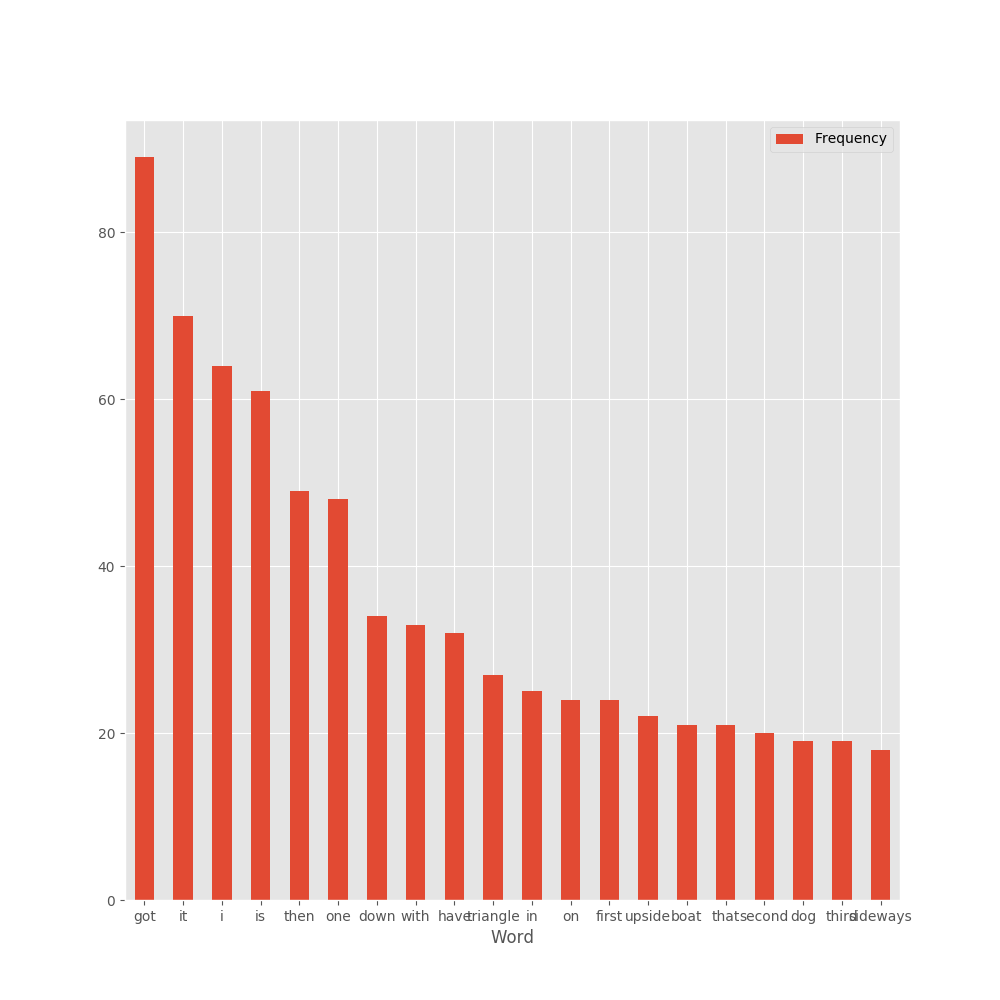 Frequency
80
60
40
20
0
got it i is then one down with have triangle in on first upside boat that second dog third sideways
Word